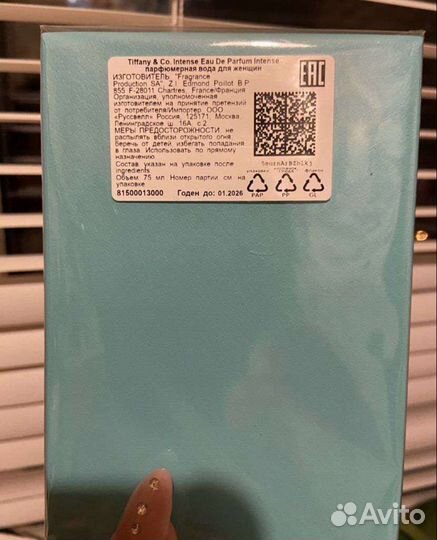 Tiffany & Co. Intense Eau De Parfum Intense
парфюмерная вода для женщин
ИЗГОТОВИТЕЛЬ: "Fragrance
Production SA", Z.I. Edmond Poillot B.P.
855 F-28011 Chartres, France/Франция
Организация, уполномоченная
изготовителем на принятие претензий
от потребителя/Импортер: ООО
«Руссвелл» Россия, 125171, Москва,
Ленинградское ш., 16А, с.2
МЕРЫ ПРЕДОСТОРОЖНОСТИ: не
распылять вблизи открытого огня.
Беречь от детей, избегать попадания
в глаза. Использовать по прямому
назначению.
Состав указан на упаковке после
ingredients
Объем: 75 мл. Номер партии см на
упаковке
81500013000 Годен до: 01.2026
EAC
упаковка
флакон
PAP
PP
GL
Avito